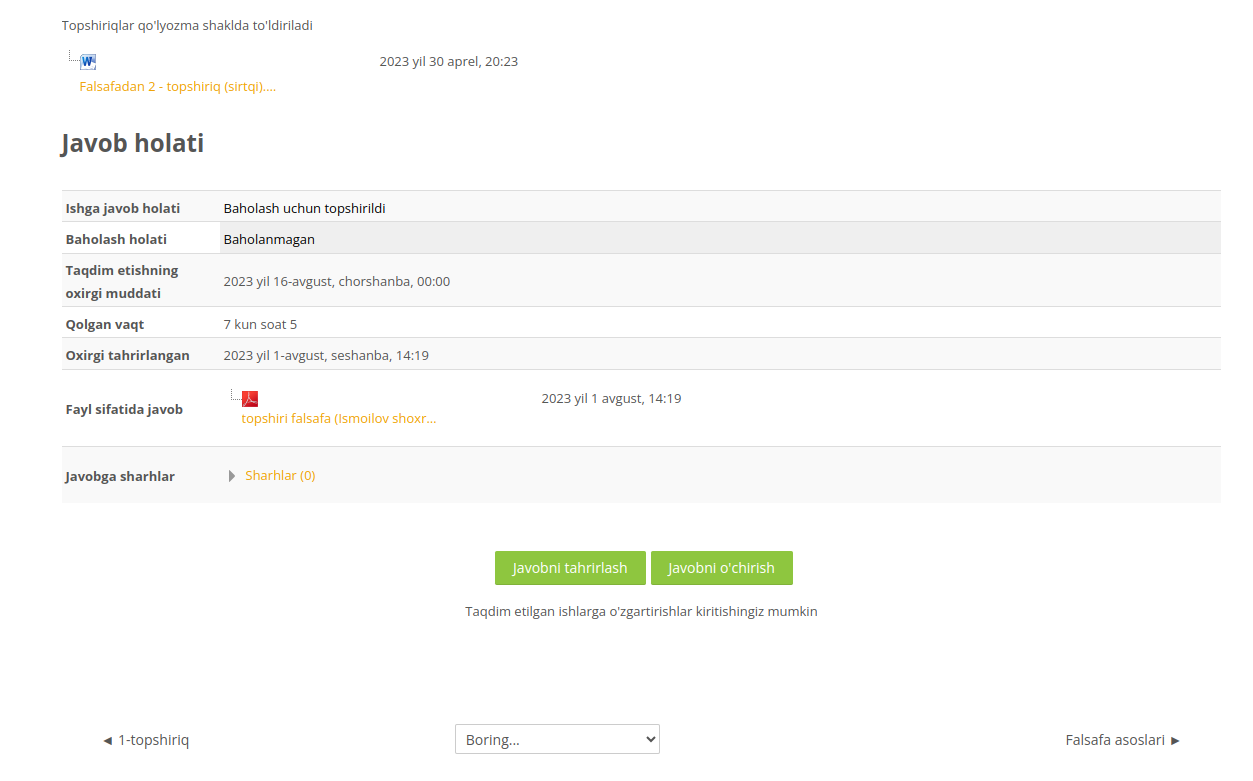 Topshiriqlar qo'lyozma shaklda to'ldiriladi
2023 yil 30 aprel, 20:23
Falsafadan 2 - topshiriq (sirtqi)....
Javob holati
Ishga javob holati Baholash uchun topshirildi
Baholash holati Baholanmagan
Taqdim etishning
oxirgi muddati
2023 yil 16-avgust, chorshanba, 00:00
Qolgan vaqt 7 kun soat 5
Oxirgi tahrirlangan 2023 yil 1-avgust, seshanba, 14:19
Fayl sifatida javob
2023 yil 1 avgust, 14:19
topshiri falsafa (Ismoilov shoxr...
Javobga sharhlar Sharhlar (0)
Javobni tahrirlash Javobni o'chirish
Taqdim etilgan ishlarga o'zgartirishlar kiritishingiz mumkin
◄ 1-topshiriq Boring... Falsafa asoslari ►